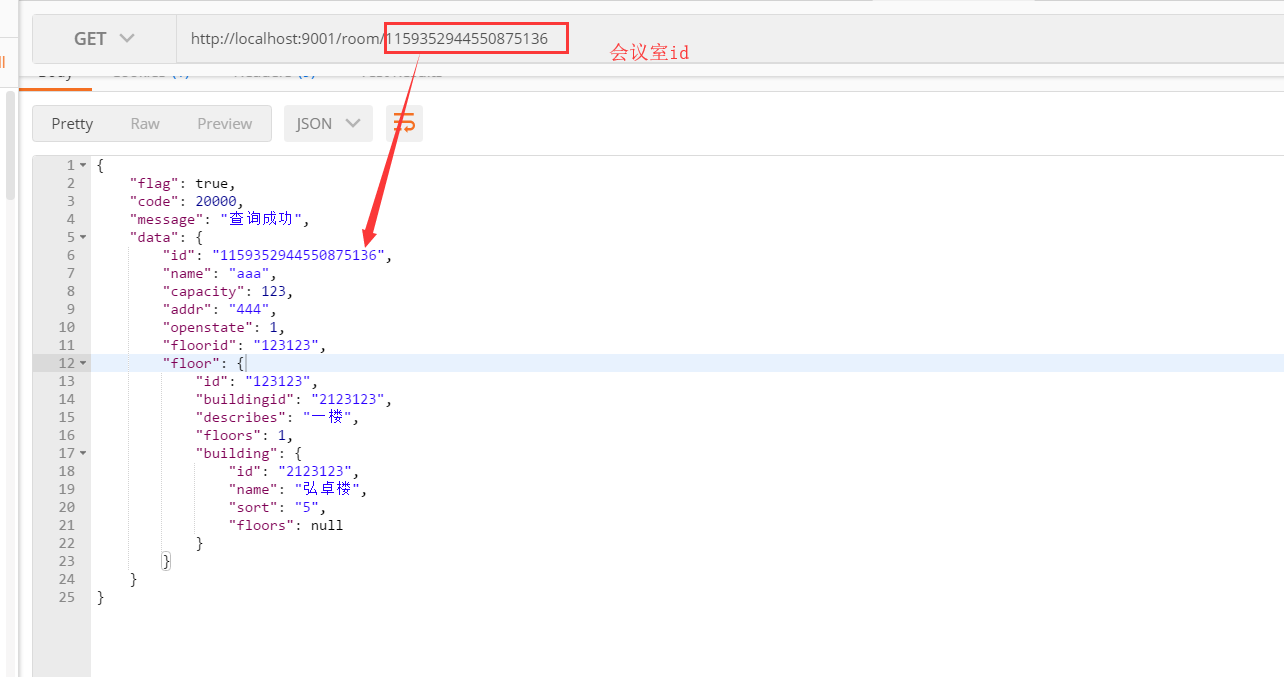 GET
http://localhost:9001/room/1159352944550875136
会议室id
Pretty Raw Preview JSON
1 {
2 "flag": true,
3 "code": 20000,
4 "message": "查询成功",
5 "data": {
6 "id": "1159352944550875136",
7 "name": "aaa",
8 "capacity": 123,
9 "addr": "444",
10 "openstate": 1,
11 "floorid": "123123",
12 "floor": {
13 "id": "123123",
14 "buildingid": "2123123",
15 "describes": "一楼",
16 "floors": 1,
17 "building": {
18 "id": "2123123",
19 "name": "弘卓楼",
20 "sort": "5",
21 "floors": null
22 }
23 }
24 }
25 }